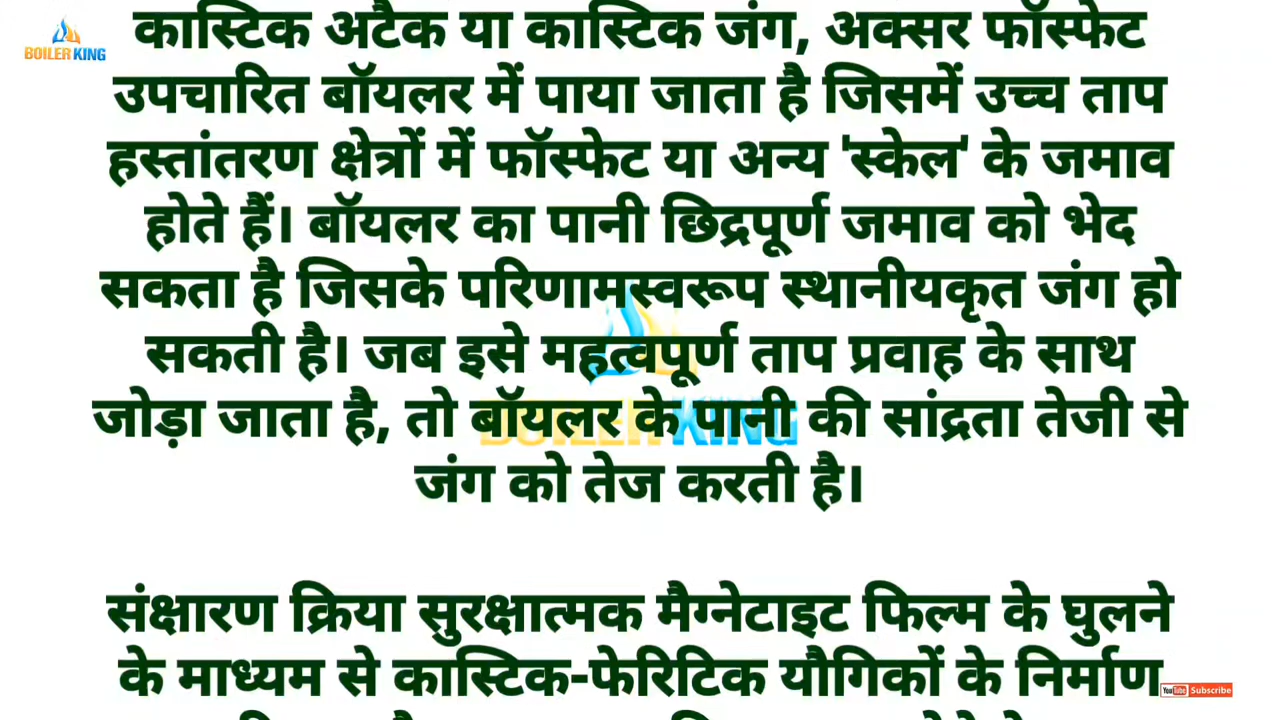 BOILER KING
कास्टिक अटैक या कास्टिक जंग, अक्सर फॉस्फेट
उपचारित बॉयलर में पाया जाता है जिसमें उच्च ताप
हस्तांतरण क्षेत्रों में फॉस्फेट या अन्य 'स्केल' के जमाव
होते हैं। बॉयलर का पानी छिद्रपूर्ण जमाव को भेद
सकता है जिसके परिणामस्वरूप स्थानीयकृत जंग हो
सकती है। जब इसे महत्वपूर्ण ताप प्रवाह के साथ
जोड़ा जाता है, तो बॉयलर के पानी की सांद्रता तेजी से
BOILER KING
जंग को तेज करती है।
संक्षारण क्रिया सुरक्षात्मक मैग्नेटाइट फिल्म के घुलने
के माध्यम से कास्टिक-फेरिटिक यौगिकों के निर्माण
YouTube Subscribe